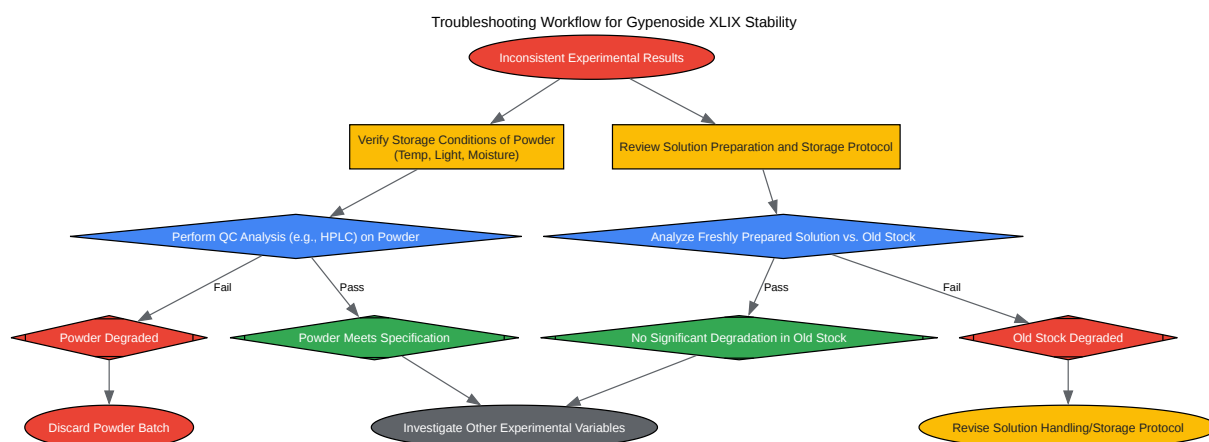 Troubleshooting Workflow for Gypenoside XLIX Stability
Inconsistent Experimental Results
Verify Storage Conditions of Powder
(Temp, Light, Moisture)
Review Solution Preparation and Storage Protocol
Perform QC Analysis (e.g., HPLC) on Powder
Analyze Freshly Prepared Solution vs. Old Stock
Fail
Pass
Pass
Fail
Powder Degraded
Powder Meets Specification
No Significant Degradation in Old Stock
Old Stock Degraded
Discard Powder Batch
Investigate Other Experimental Variables
Revise Solution Handling/Storage Protocol